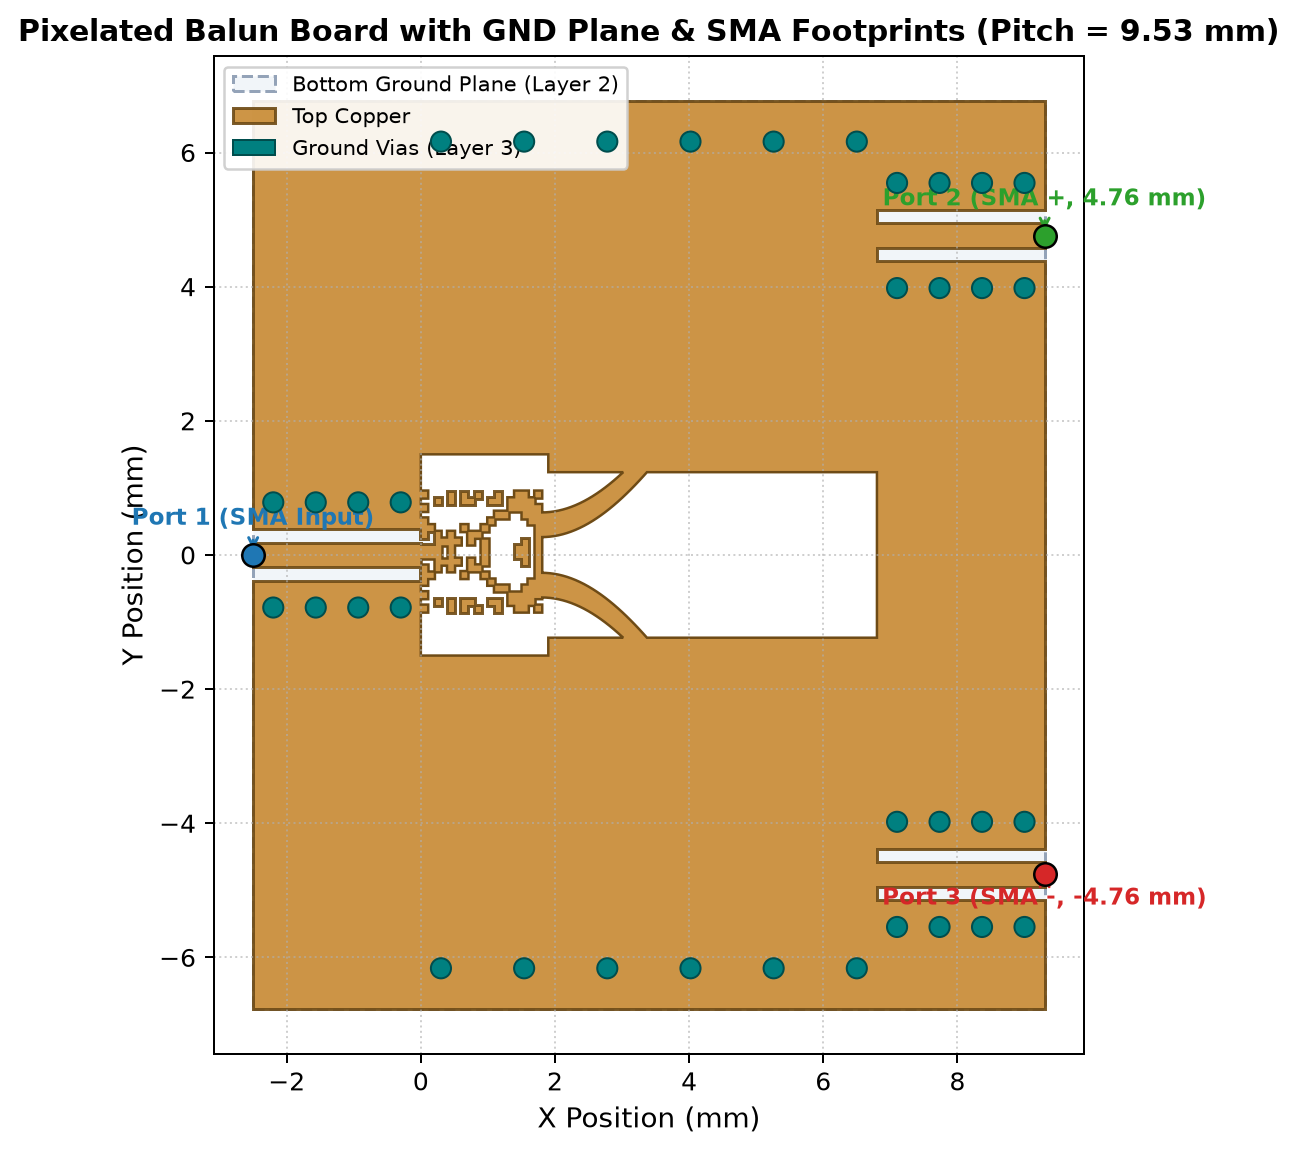 Pixelated Balun Board with GND Plane & SMA Footprints (Pitch = 9.53 mm)
Bottom Ground Plane (Layer 2)
Top Copper
Ground Vias (Layer 3)
Port 2 (SMA +, 4.76 mm)
Port 1 (SMA Input)
Port 3 (SMA -, -4.76 mm)
6
4
2
0
−2
−4
−6
Y Position (mm)
−2 0 2 4 6 8
X Position (mm)